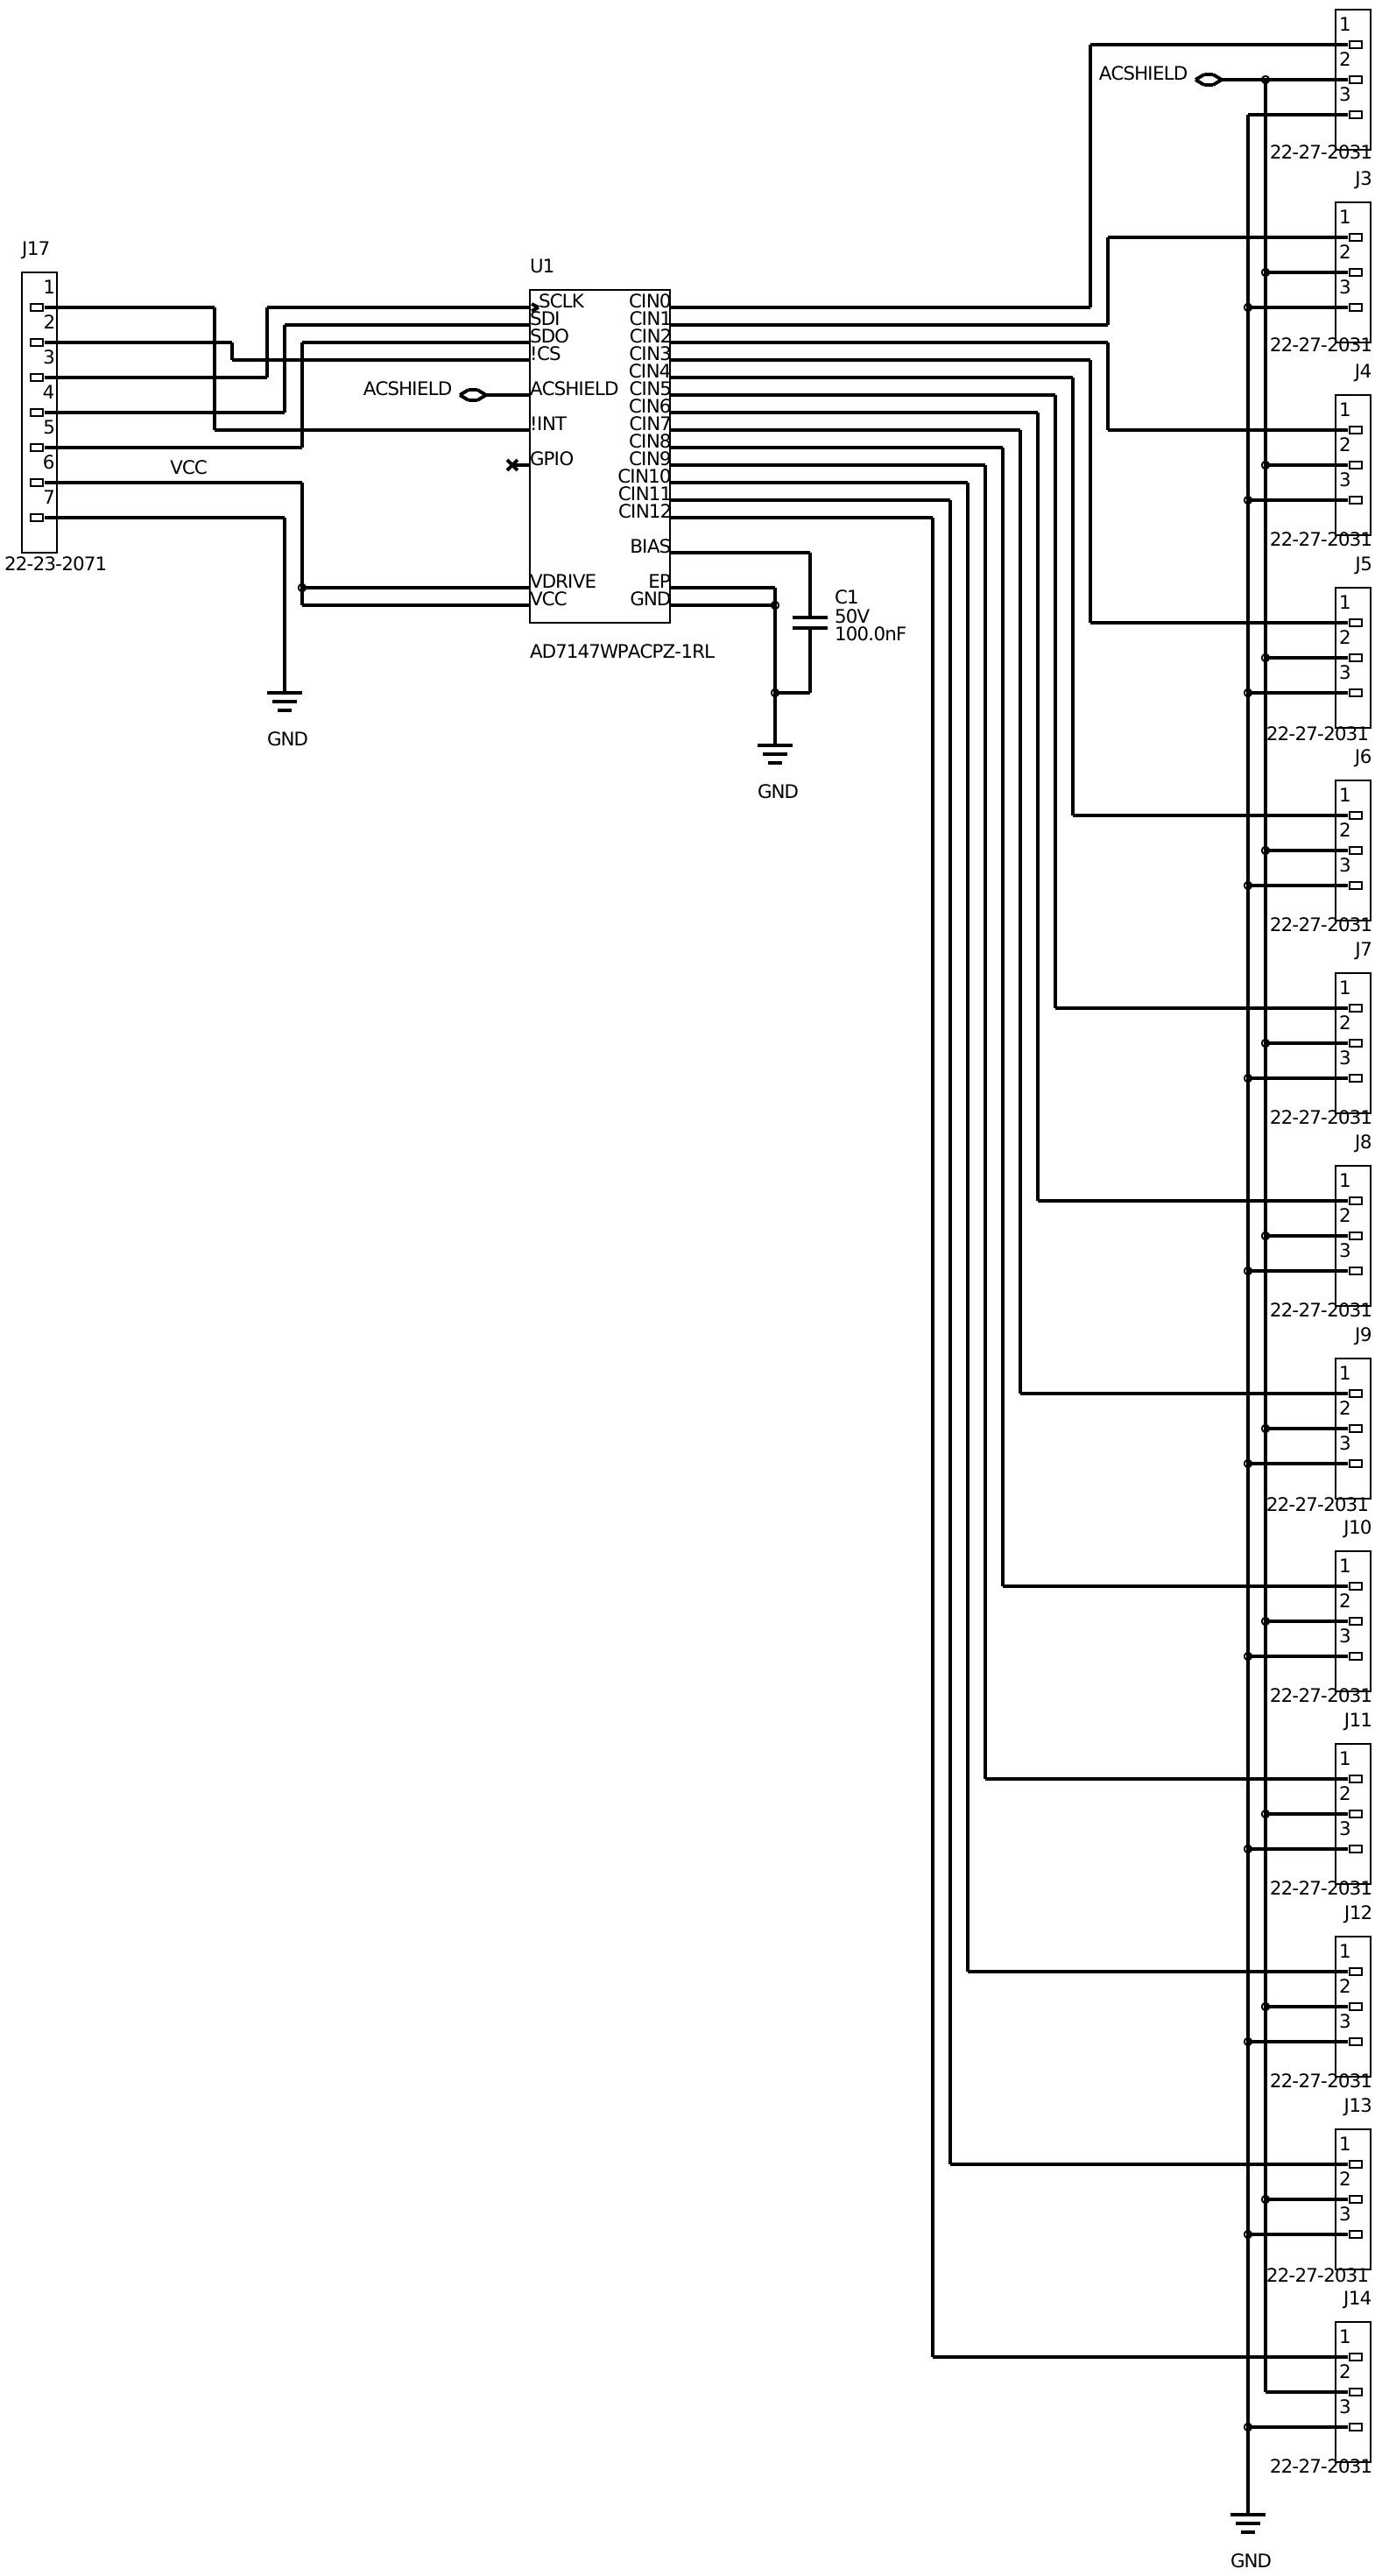 1
2
ACSHIELD
3
22-27-2031
J3
1
2
3
22-27-2031
J4
1
2
3
22-27-2031
J5
1
2
3
22-27-2031
J6
1
2
3
22-27-2031
J7
1
2
3
22-27-2031
J8
1
2
3
22-27-2031
J9
1
2
3
22-27-2031
J10
1
2
3
22-27-2031
J11
1
2
3
22-27-2031
J12
1
2
3
22-27-2031
J13
1
2
3
22-27-2031
J14
1
2
3
22-27-2031
GND
J17
1
2
3
4
5
6
7
22-23-2071
VCC
GND
U1
SCLK
SDI
SDO
!CS
ACSHIELD
ACSHIELD
!INT
GPIO
VDRIVE
VCC
CIN0
CIN1
CIN2
CIN3
CIN4
CIN5
CIN6
CIN7
CIN8
CIN9
CIN10
CIN11
CIN12
BIAS
EP
GND
AD7147WPACPZ-1RL
C1
50V
100.0nF
GND